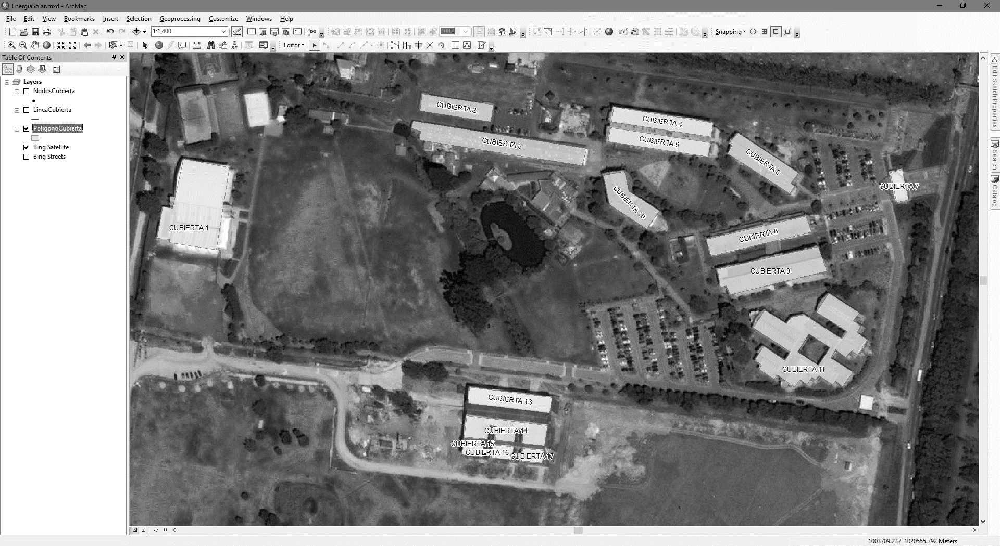 EnergiaSolar.mxd - ArcMap
File Edit View Bookmarks Insert Selection Geoprocessing Customize Windows Help
1:1,400
100%
Snapping
Editor
Table Of Contents
Layers
NodosCubierta
LineaCubierta
PoligonoCubierta
Bing Satellite
Bing Streets
CUBIERTA 2
CUBIERTA 4
CUBIERTA 3
CUBIERTA 5
CUBIERTA 6
CUBIERTA 7
CUBIERTA 10
CUBIERTA 1
CUBIERTA 8
CUBIERTA 9
CUBIERTA 11
CUBIERTA 13
CUBIERTA 14
CUBIERTA 15
CUBIERTA 16
CUBIERTA 17
Edit Sketch Properties
Search
Catalog
1003709.237 1020555.792 Meters